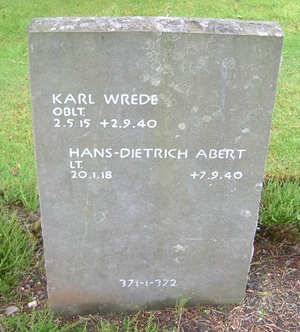 KARL WREDE
OBLT.
2.5.15 +2.9.40
HANS-DIETRICH ABERT
LT.
20.1.18 +7.9.40
371-1-372